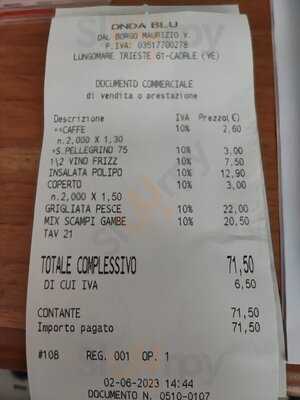 ONDA BLU
DAL BORGO MAURIZIO V.
P.IVA: 03517700278
LUNGOMARE TRIESTE 61-CAORLE (VE)
DOCUMENTO COMMERCIALE
di vendita o prestazione
Descrizione IVA Prezzo(€)
**CAFFE 10% 2,60
n.2,000 X 1,30
*S.PELLEGRINO 75 10% 3,00
1\2 VINO FRIZZ 10% 7,50
INSALATA POLIPO 10% 12,90
COPERTO 10% 3,00
n.2,000 X 1,50
GRIGLIATA PESCE 10% 22,00
MIX SCAMPI GAMBE 10% 20,50
TAV 21
TOTALE COMPLESSIVO 71,50
DI CUI IVA 6,50
CONTANTE 71,50
Importo pagato 71,50
#108 REG. 001 OP. 1
02-06-2023 14:44
DOCUMENTO N. 0510-0107